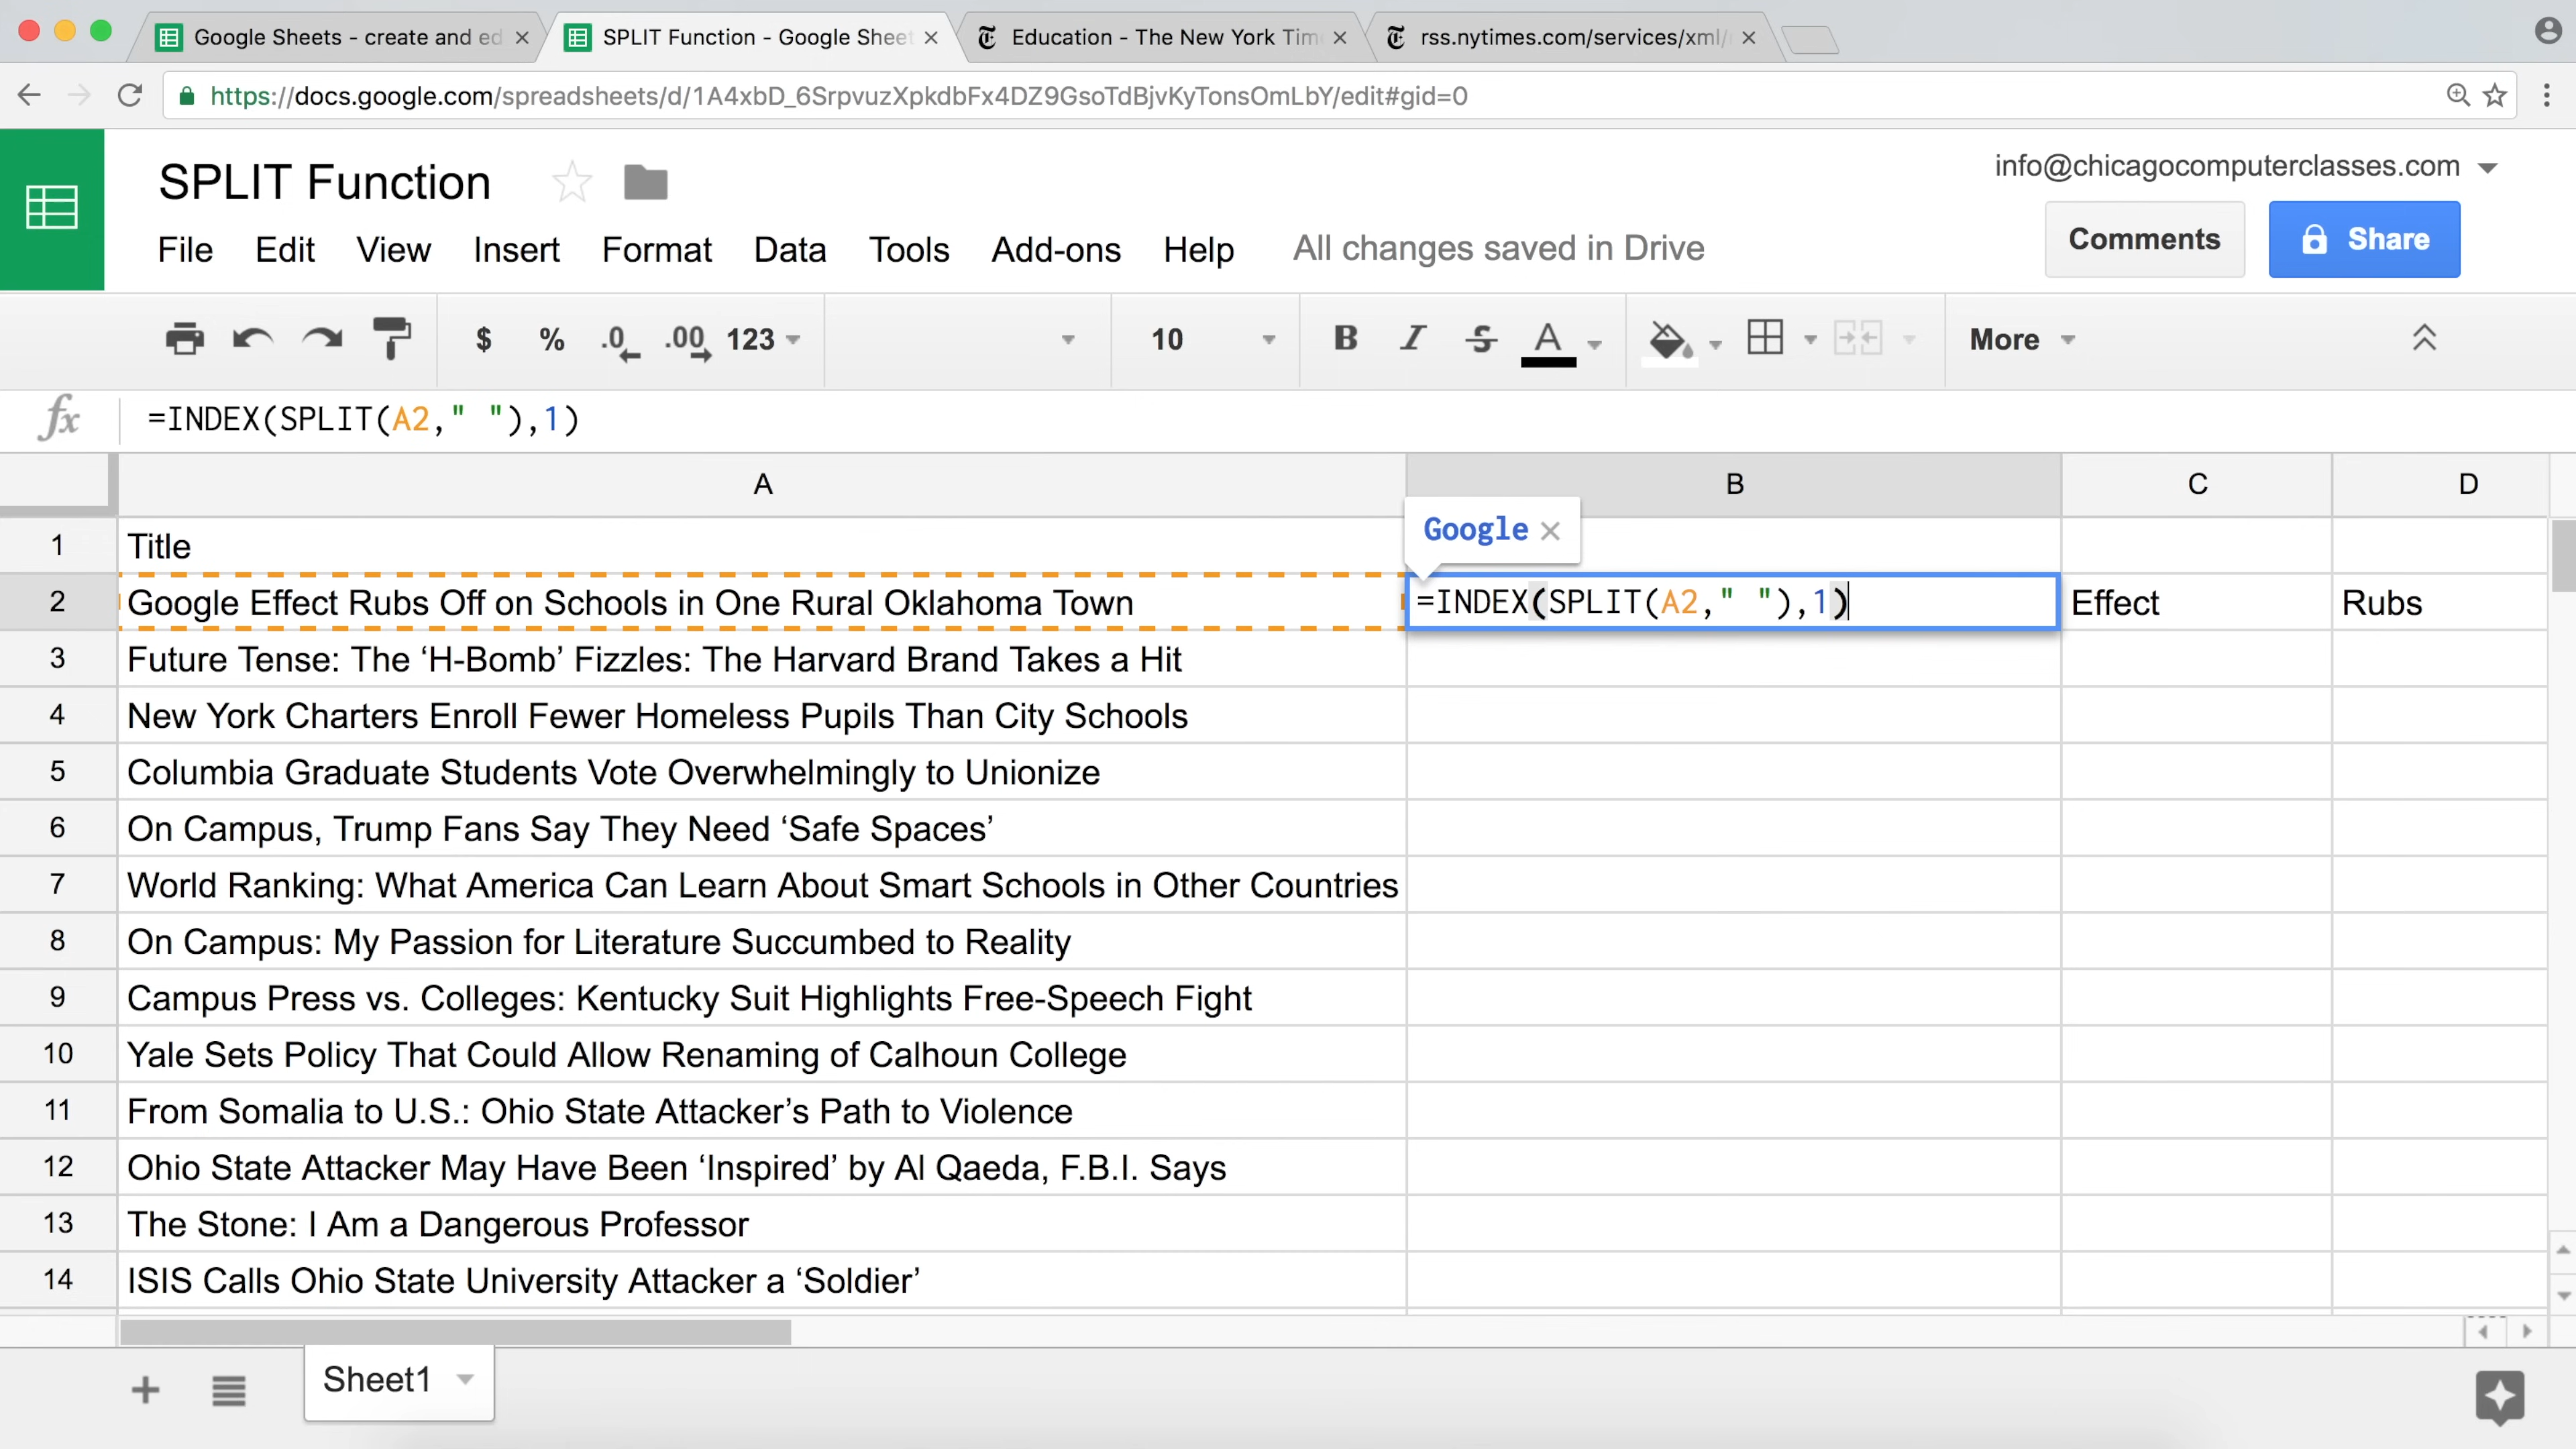 Google Sheets - create and ed
SPLIT Function - Google Sheet
Education - The New York Tim
rss.nytimes.com/services/xml/
https://docs.google.com/spreadsheets/d/1A4xbD_6SrpvuzXpkdbFx4DZ9GsoTdBjvKyTonsOmLbY/edit#gid=0
SPLIT Function
info@chicagocomputerclasses.com
File Edit View Insert Format Data Tools Add-ons Help All changes saved in Drive
Comments
Share
$ % .0 .00 123 10 B I S A More
fx =INDEX(SPLIT(A2," "),1)
A B C D
Google
1 Title
2 Google Effect Rubs Off on Schools in One Rural Oklahoma Town =INDEX(SPLIT(A2," "),1) Effect Rubs
3 Future Tense: The ‘H-Bomb’ Fizzles: The Harvard Brand Takes a Hit
4 New York Charters Enroll Fewer Homeless Pupils Than City Schools
5 Columbia Graduate Students Vote Overwhelmingly to Unionize
6 On Campus, Trump Fans Say They Need ‘Safe Spaces’
7 World Ranking: What America Can Learn About Smart Schools in Other Countries
8 On Campus: My Passion for Literature Succumbed to Reality
9 Campus Press vs. Colleges: Kentucky Suit Highlights Free-Speech Fight
10 Yale Sets Policy That Could Allow Renaming of Calhoun College
11 From Somalia to U.S.: Ohio State Attacker’s Path to Violence
12 Ohio State Attacker May Have Been ‘Inspired’ by Al Qaeda, F.B.I. Says
13 The Stone: I Am a Dangerous Professor
14 ISIS Calls Ohio State University Attacker a ‘Soldier’
Sheet1